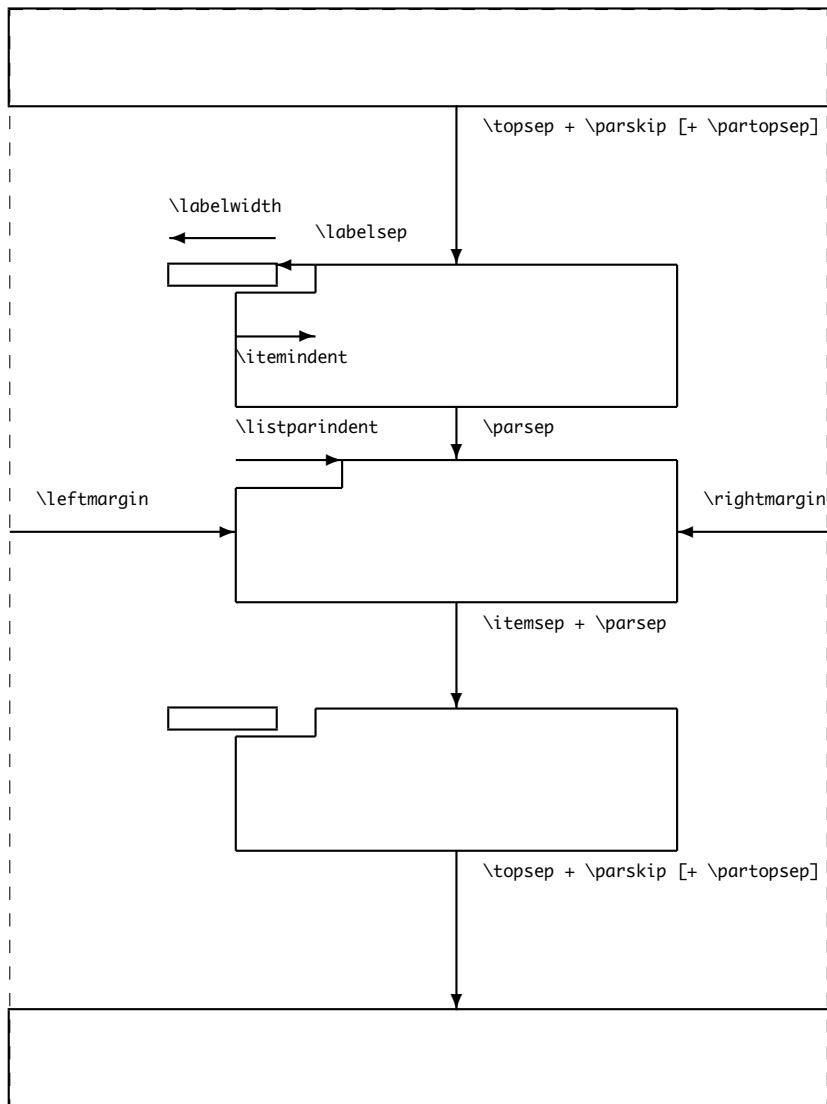 \topsep + \parskip [+ \partopsep]
\labelwidth
\labelsep
\itemindent
\listparindent
\parsep
\leftmargin
\rightmargin
\itemsep + \parsep
\topsep + \parskip [+ \partopsep]